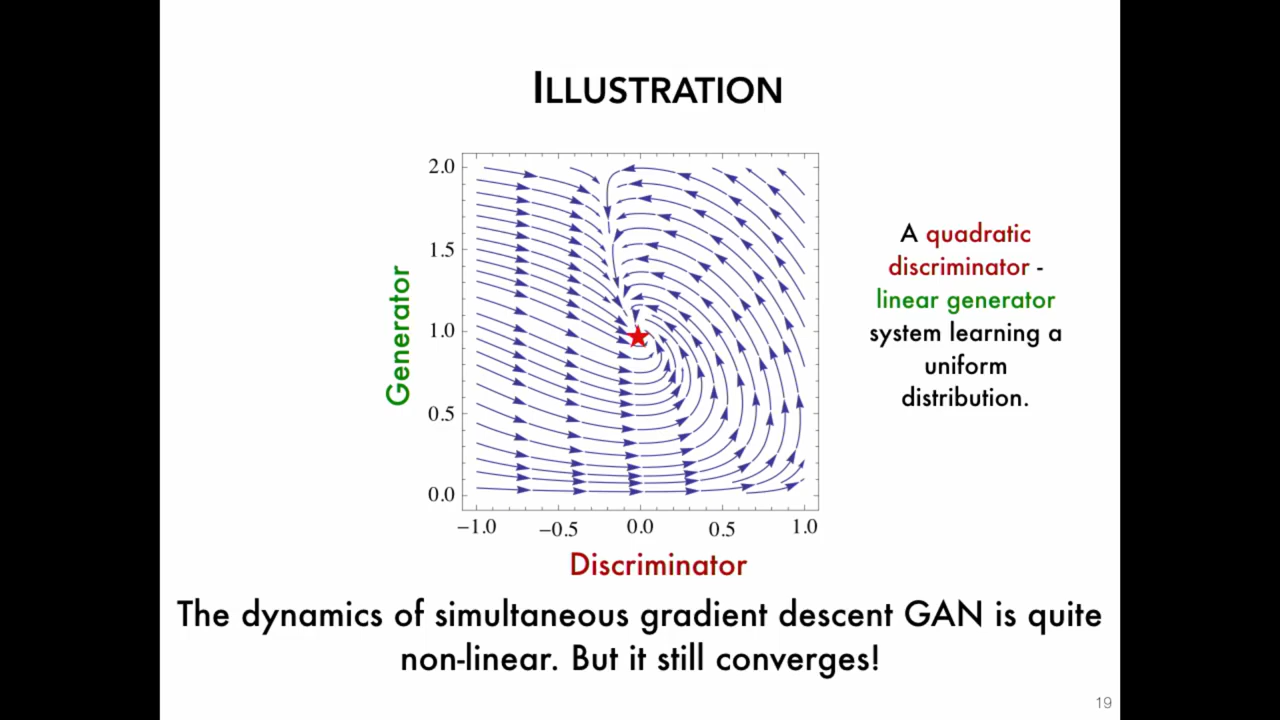 ILLUSTRATION
2.0
1.5
1.0
0.5
0.0
Generator
−1.0 −0.5 0.0 0.5 1.0
Discriminator
A quadratic
discriminator -
linear generator
system learning a
uniform
distribution.
The dynamics of simultaneous gradient descent GAN is quite
non-linear. But it still converges!
19